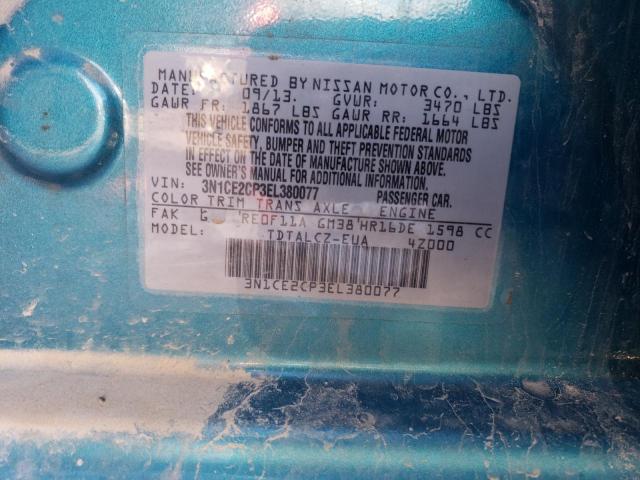 MANUFACTURED BY NISSAN MOTOR CO., LTD.
DATE: 09/13. GVWR: 3470 LBS
GAWR FR: 1867 LBS GAWR RR: 1664 LBS
THIS VEHICLE CONFORMS TO ALL APPLICABLE FEDERAL MOTOR
VEHICLE SAFETY, BUMPER AND THEFT PREVENTION STANDARDS
IN EFFECT ON THE DATE OF MANUFACTURE SHOWN ABOVE.
SEE OWNER'S MANUAL FOR ADDITIONAL INFORMATION.
VIN: 3N1CE2CP3EL380077 PASSENGER CAR.
COLOR TRIM TRANS AXLE ENGINE
FAK G RE0F11A GM38 HR16DE 1598 CC
MODEL: TDTALCZ-EUA 4Z000
3N1CE2CP3EL380077